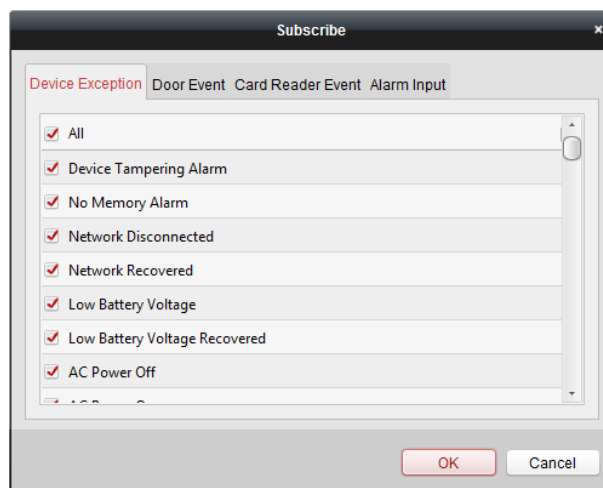 Subscribe
Device Exception Door Event Card Reader Event Alarm Input
All
Device Tampering Alarm
No Memory Alarm
Network Disconnected
Network Recovered
Low Battery Voltage
Low Battery Voltage Recovered
AC Power Off
OK Cancel